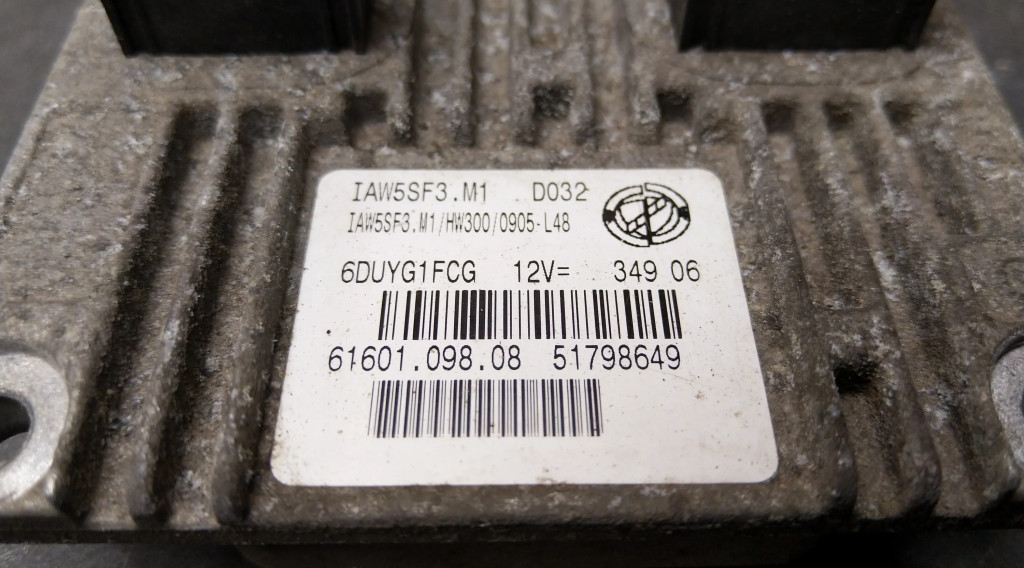 IAW5SF3.M1 D032
IAW5SF3.M1/HW300/0905-L48
6DUYG1FCG 12V= 349 06
61601.098.08 51798649